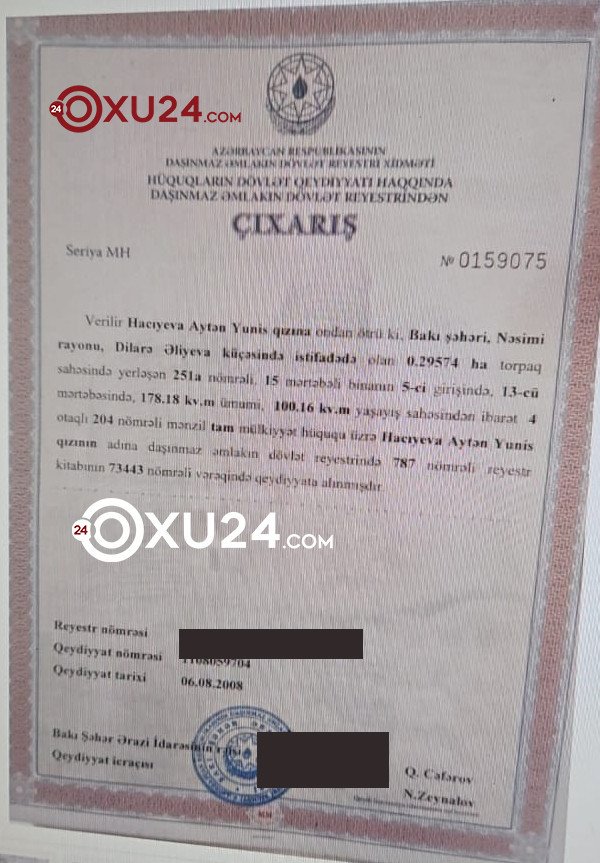 24 OXU24.COM
AZƏRBAYCAN RESPUBLİKASININ
DAŞINMAZ ƏMLAKIN DÖVLƏT REYESTRİ XİDMƏTİ
HÜQUQLARIN DÖVLƏT QEYDİYYATI HAQQINDA
DAŞINMAZ ƏMLAKIN DÖVLƏT REYESTRİNDƏN
ÇIXARIŞ
Seriya MH № 0159075
Verilir Hacıyeva Aytən Yunis qızına ondan ötrü ki, Bakı şəhəri, Nəsimi
rayonu, Dilarə Əliyeva küçəsində istifadədə olan 0.29574 ha torpaq
sahəsində yerləşən 251a nömrəli, 15 mərtəbəli binanın 5-ci girişində, 13-cü
mərtəbəsində, 178.18 kv.m ümumi, 100.16 kv.m yaşayış sahəsindən ibarət 4
otaqlı 204 nömrəli mənzil tam mülkiyyət hüququ üzrə Hacıyeva Aytən Yunis
qızının adına daşınmaz əmlakın dövlət reyestrində 787 nömrəli reyestr
kitabının 73443 nömrəli vərəqində qeydiyyata alınmışdır.
24 OXU24.COM
Reyestr nömrəsi
Qeydiyyat nömrəsi 1108059704
Qeydiyyat tarixi 06.08.2008
Bakı Şəhər Ərazi İdarəsinin rəisi Q. Cəfərov
Qeydiyyat icraçısı N.Zeynalov